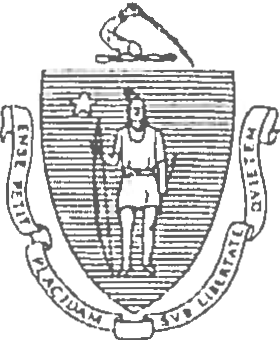 ENSE PETIT
PLACIDAM
SVB LIBERTATE
QVIETEM